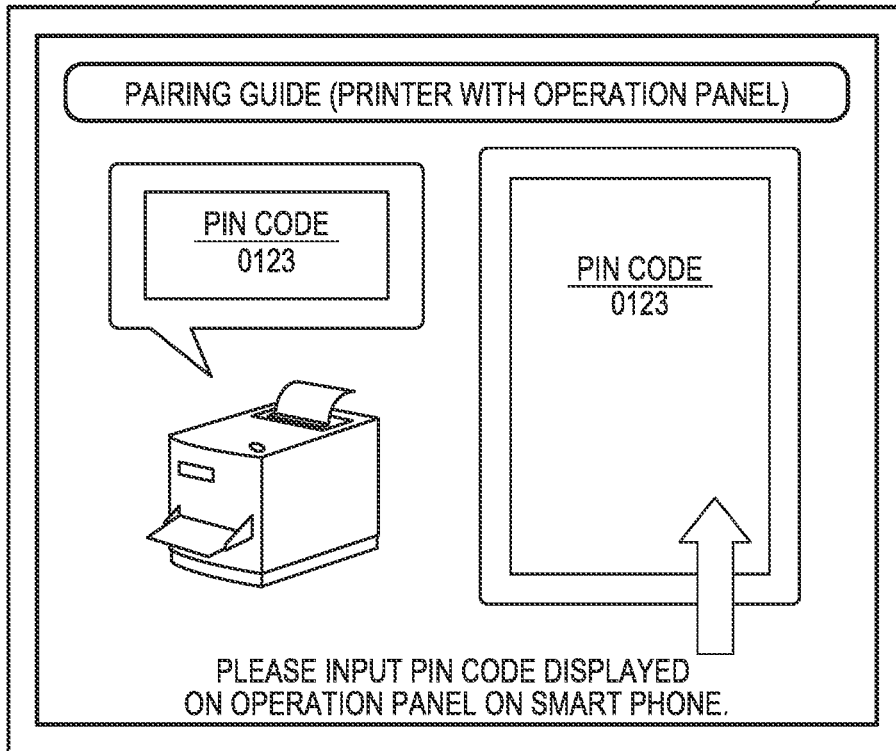 PAIRING GUIDE (PRINTER WITH OPERATION PANEL)
PIN CODE
0123
PIN CODE
0123
PLEASE INPUT PIN CODE DISPLAYED
ON OPERATION PANEL ON SMART PHONE.